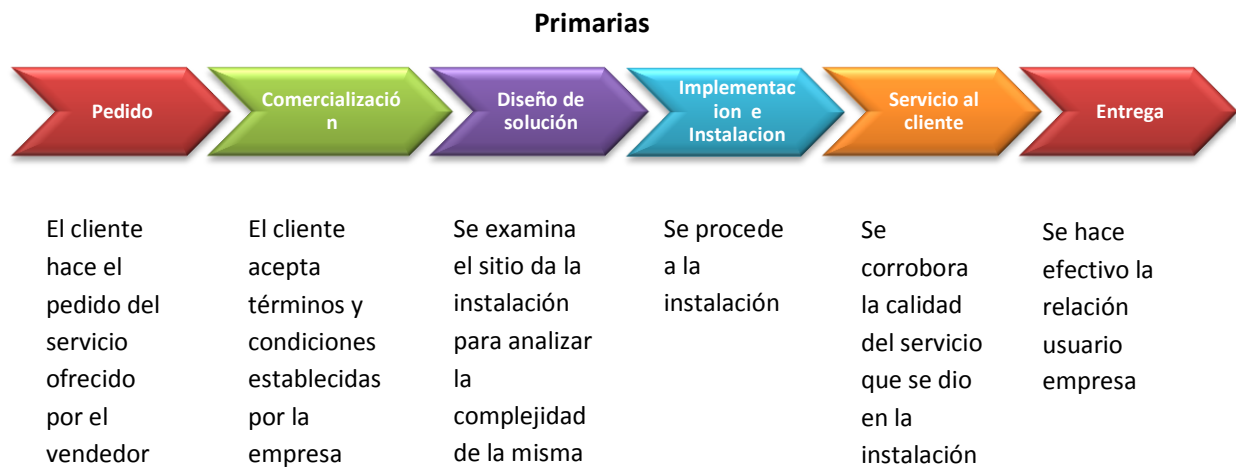 Primarias
Pedido
Comercializació
n
Diseño de
solución
Implementac
ion e
Instalacion
Servicio al
cliente
Entrega
El cliente
hace el
pedido del
servicio
ofrecido
por el
vendedor
El cliente
acepta
términos y
condiciones
establecidas
por la
empresa
Se examina
el sitio da la
instalación
para analizar
la
complejidad
de la misma
Se procede
a la
instalación
Se
corrobora
la calidad
del servicio
que se dio
en la
instalación
Se hace
efectivo la
relación
usuario
empresa